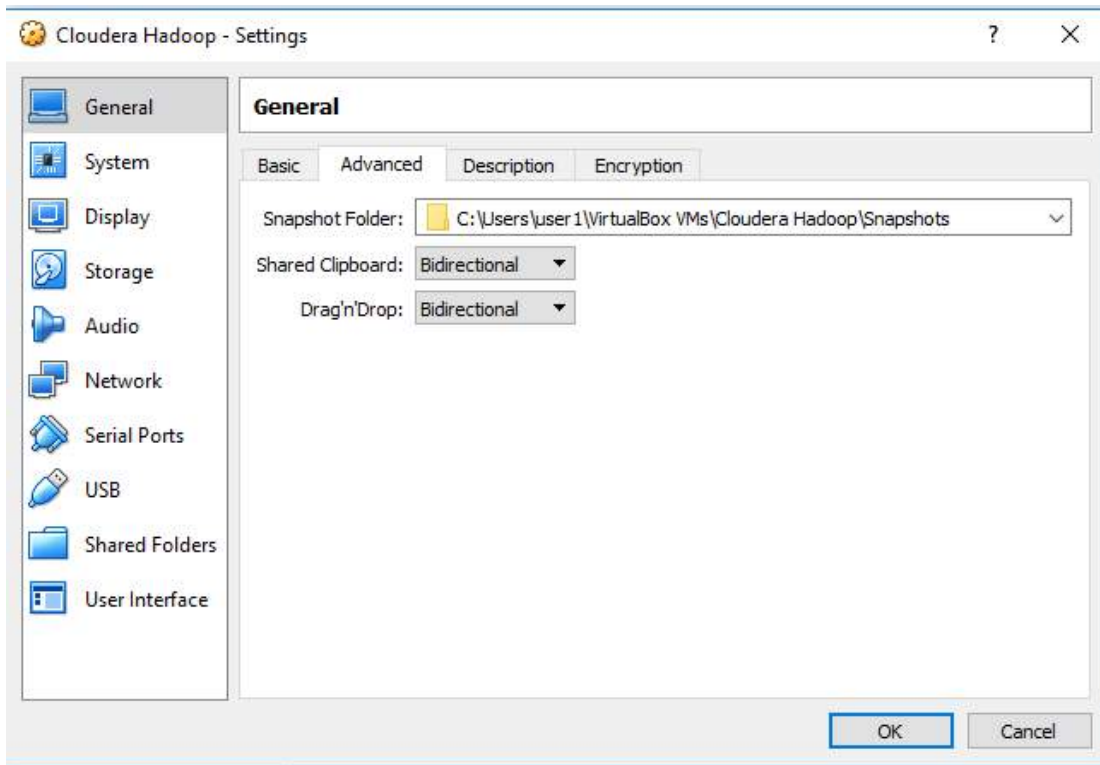 Cloudera Hadoop - Settings
?
General
System
Display
Storage
Audio
Network
Serial Ports
USB
Shared Folders
User Interface
General
Basic Advanced Description Encryption
Snapshot Folder: C:\Users\user1\VirtualBox VMs\Cloudera Hadoop\Snapshots
Shared Clipboard: Bidirectional
Drag'n'Drop: Bidirectional
OK Cancel